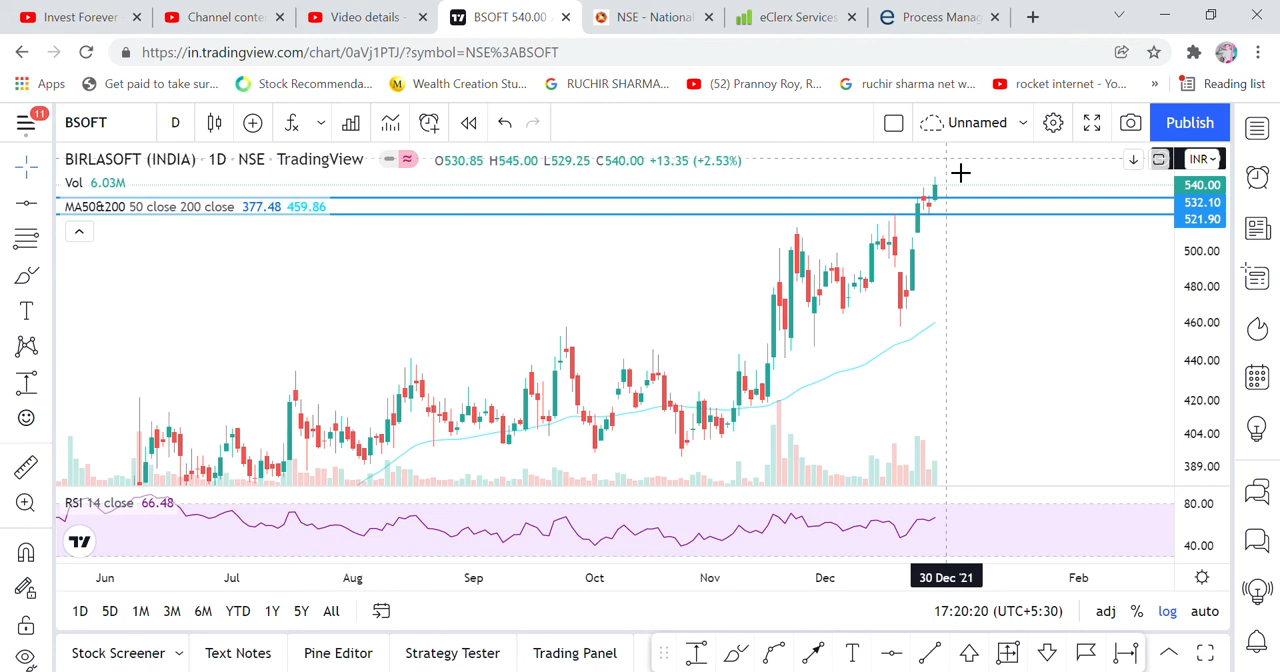 Invest Forever
Channel conte
Video details -
BSOFT 540.00
NSE - National
eClerx Services
Process Manag
https://in.tradingview.com/chart/0aVj1PTJ/?symbol=NSE%3ABSOFT
Apps
Get paid to take sur...
Stock Recommenda...
M
Wealth Creation Stu...
RUCHIR SHARMA...
(52) Prannoy Roy, R...
ruchir sharma net w...
rocket internet - Yo...
»
Reading list
11
BSOFT
D
Unnamed
Publish
BIRLASOFT (INDIA) · 1D · NSE · TradingView
O530.85 H545.00 L529.25 C540.00 +13.35 (+2.53%)
INR
Vol 6.03M
MA50&200 50 close 200 close 377.48 459.86
540.00
532.10
521.90
500.00
480.00
460.00
440.00
420.00
404.00
389.00
RSI 14 close 66.48
80.00
40.00
Jun Jul Aug Sep Oct Nov Dec 30 Dec '21 Feb
1D 5D 1M 3M 6M YTD 1Y 5Y All
17:20:20 (UTC+5:30)
adj % log auto
Stock Screener
Text Notes
Pine Editor
Strategy Tester
Trading Panel